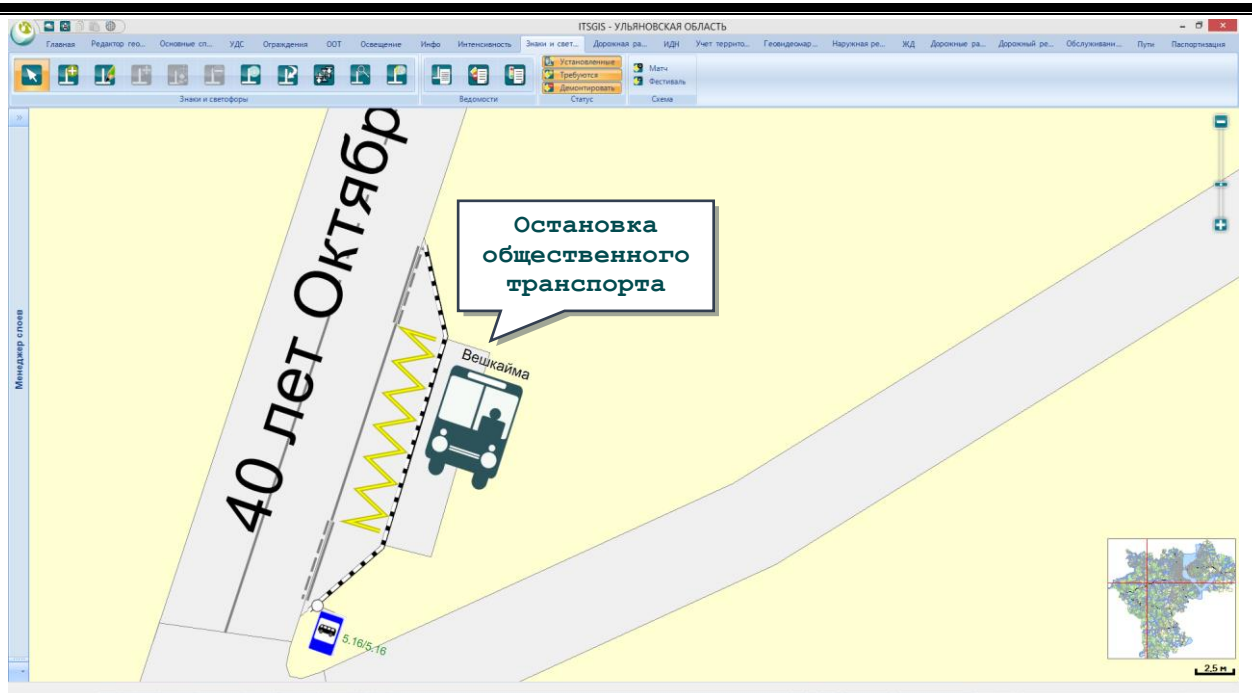 ITSGIS - УЛЬЯНОВСКАЯ ОБЛАСТЬ
Главная Редактор гео... Основные сп... УДС Ограждения ООТ Освещение Инфо Интенсивность Знаки и свет... Дорожная ра... ИДН Учет террито... Геовидеомар... Наружная ре... ЖД Дорожные ра... Дорожный ре... Обслуживани... Пути Паспортизация
Установленные
Требуются
Демонтировать
Матч
Фестиваль
Знаки и светофоры Ведомости Статус Схема
Менеджер слоев
40 лет Октябр
Остановка
общественного
транспорта
Вешкайма
5.16/5.16
2,5 м